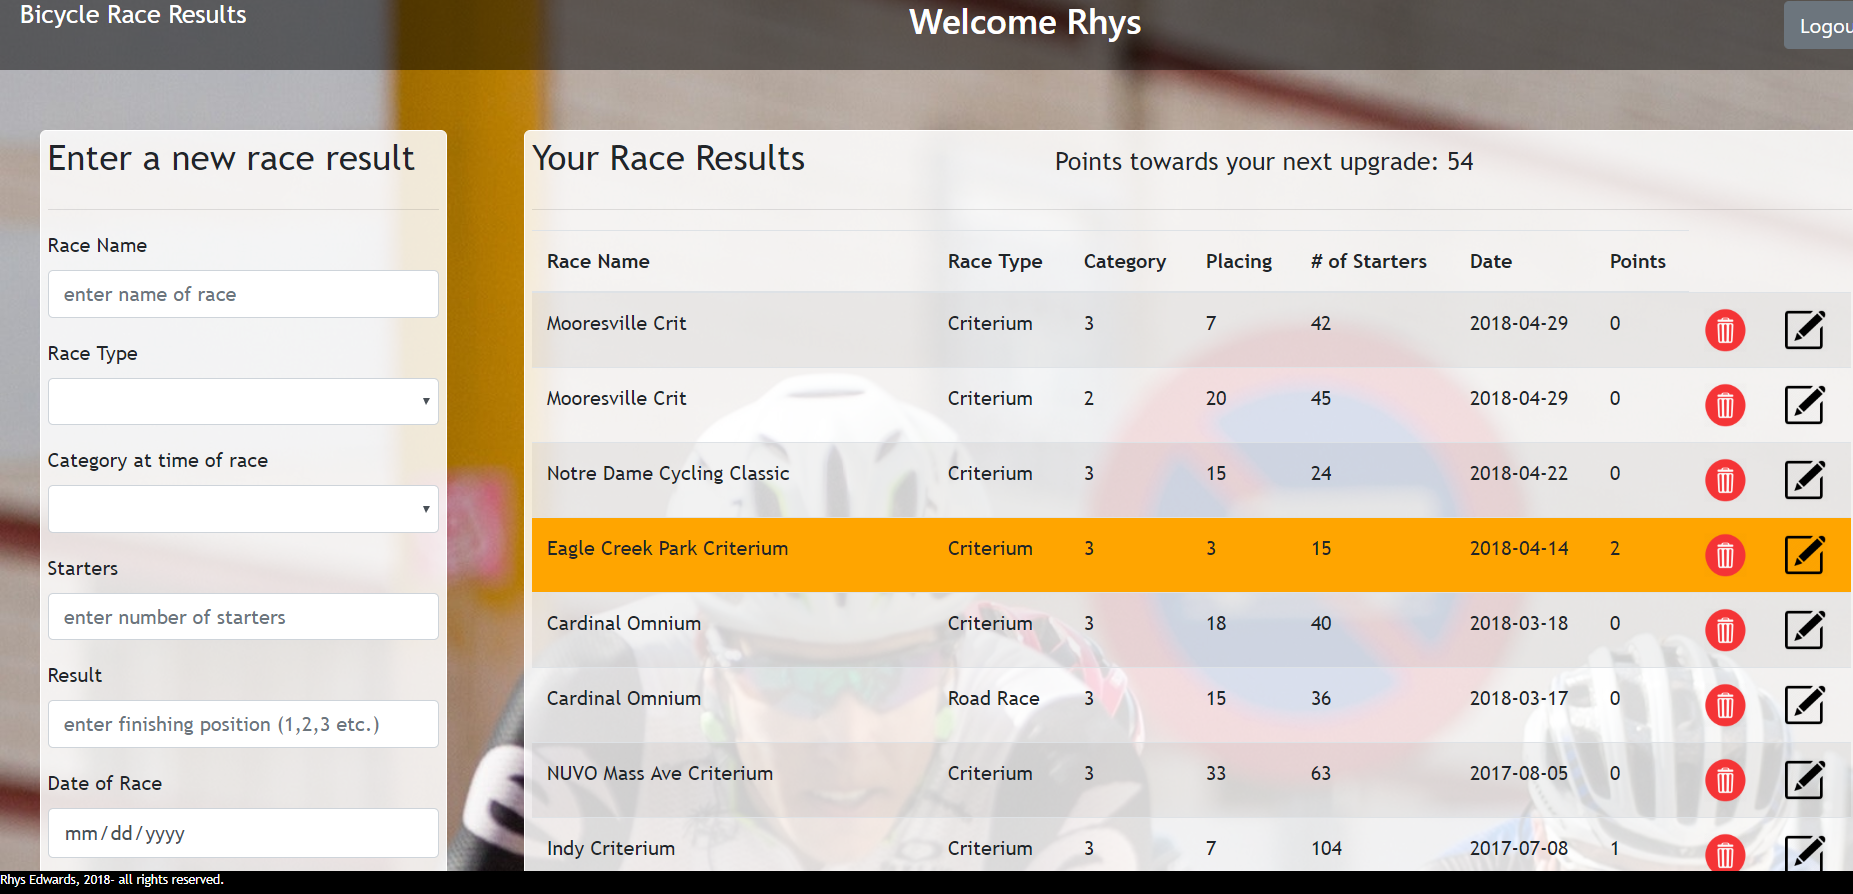 Bicycle Race Results
Welcome Rhys
Logou
Enter a new race result
Race Name
enter name of race
Race Type
Category at time of race
Starters
enter number of starters
Result
enter finishing position (1,2,3 etc.)
Date of Race
mm/dd/yyyy
Your Race Results
Points towards your next upgrade: 54
Race Name Race Type Category Placing # of Starters Date Points
Mooresville Crit Criterium 3 7 42 2018-04-29 0
Mooresville Crit Criterium 2 20 45 2018-04-29 0
Notre Dame Cycling Classic Criterium 3 15 24 2018-04-22 0
Eagle Creek Park Criterium Criterium 3 3 15 2018-04-14 2
Cardinal Omnium Criterium 3 18 40 2018-03-18 0
Cardinal Omnium Road Race 3 15 36 2018-03-17 0
NUVO Mass Ave Criterium Criterium 3 33 63 2017-08-05 0
Indy Criterium Criterium 3 7 104 2017-07-08 1
Rhys Edwards, 2018- all rights reserved.